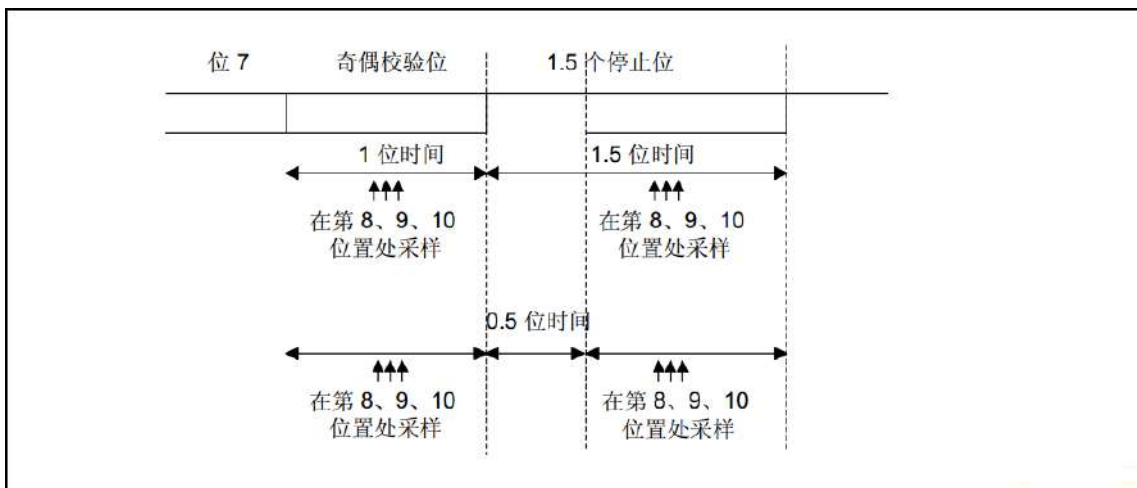 位 7 奇偶校验位 1.5 个停止位
1 位时间 1.5 位时间
在第 8、9、10 在第 8、9、10
位置处采样 位置处采样
0.5 位时间
在第 8、9、10 在第 8、9、10
位置处采样 位置处采样